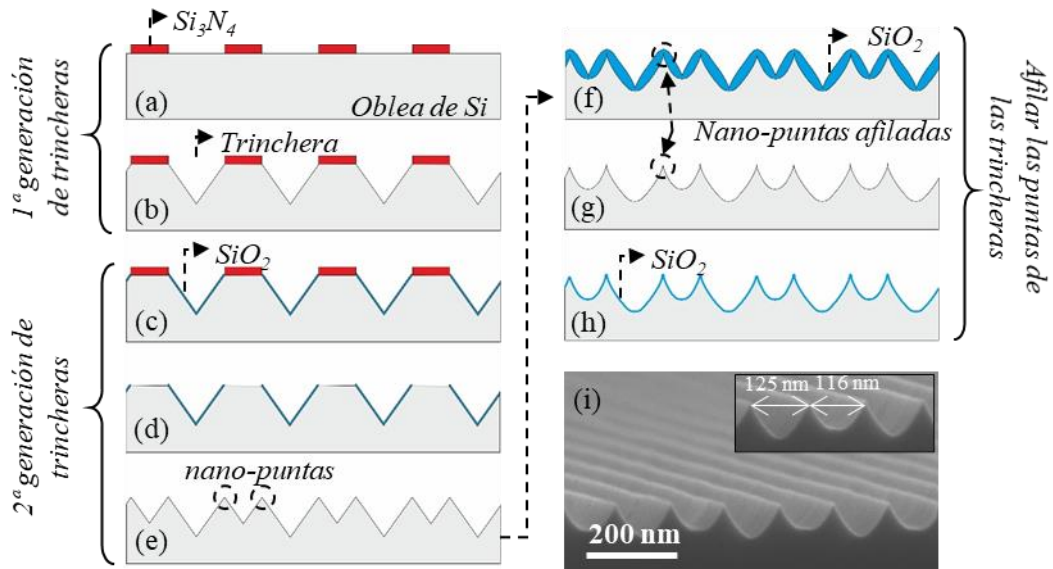 1ª generación
de trincheras
Si3N4
(a)
Oblea de Si
Trinchera
(b)
2ª generación de
trincheras
SiO2
(c)
(d)
nano-puntas
(e)
SiO2
(f)
Nano-puntas afiladas
(g)
SiO2
(h)
Afilar las puntas de
las trincheras
(i)
125 nm
116 nm
200 nm